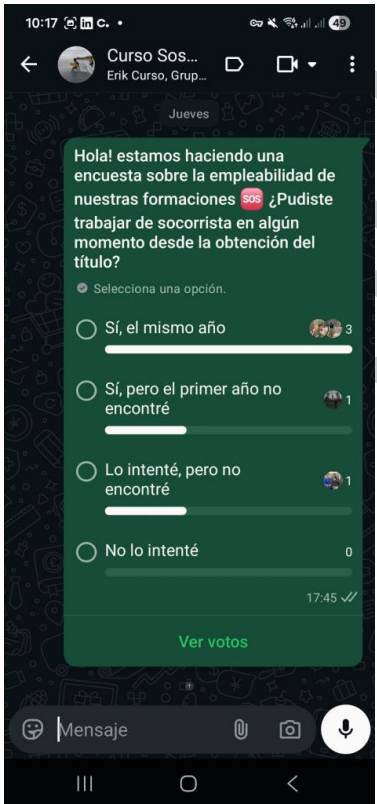 10:17 in C. •
49
Curso Sos...
Erik Curso, Grup...
Jueves
Hola! estamos haciendo una
encuesta sobre la empleabilidad de
nuestras formaciones 🆘 ¿Pudiste
trabajar de socorrista en algún
momento desde la obtención del
título?
Selecciona una opción.
Sí, el mismo año 3
Sí, pero el primer año no
encontré 1
Lo intenté, pero no
encontré 1
No lo intenté 0
17:45
Ver votos
Mensaje